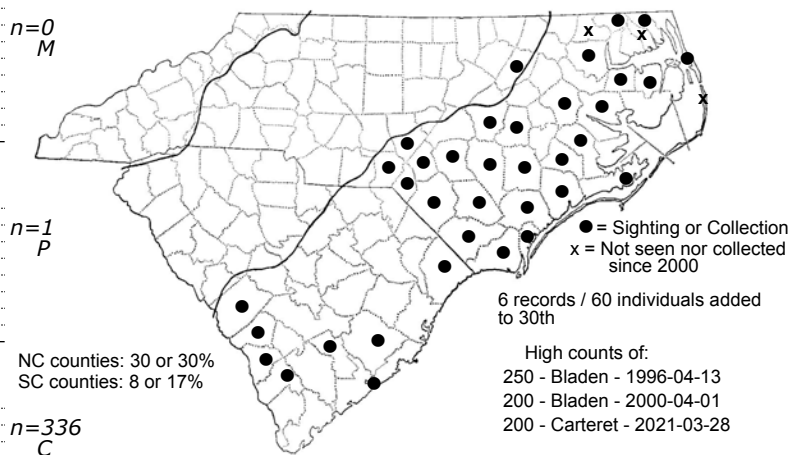 n=0
M
n=1
P
n=336
C
● = Sighting or Collection
x = Not seen nor collected
since 2000
6 records / 60 individuals added
to 30th
NC counties: 30 or 30%
SC counties: 8 or 17%
High counts of:
250 - Bladen - 1996-04-13
200 - Bladen - 2000-04-01
200 - Carteret - 2021-03-28
x
x
x